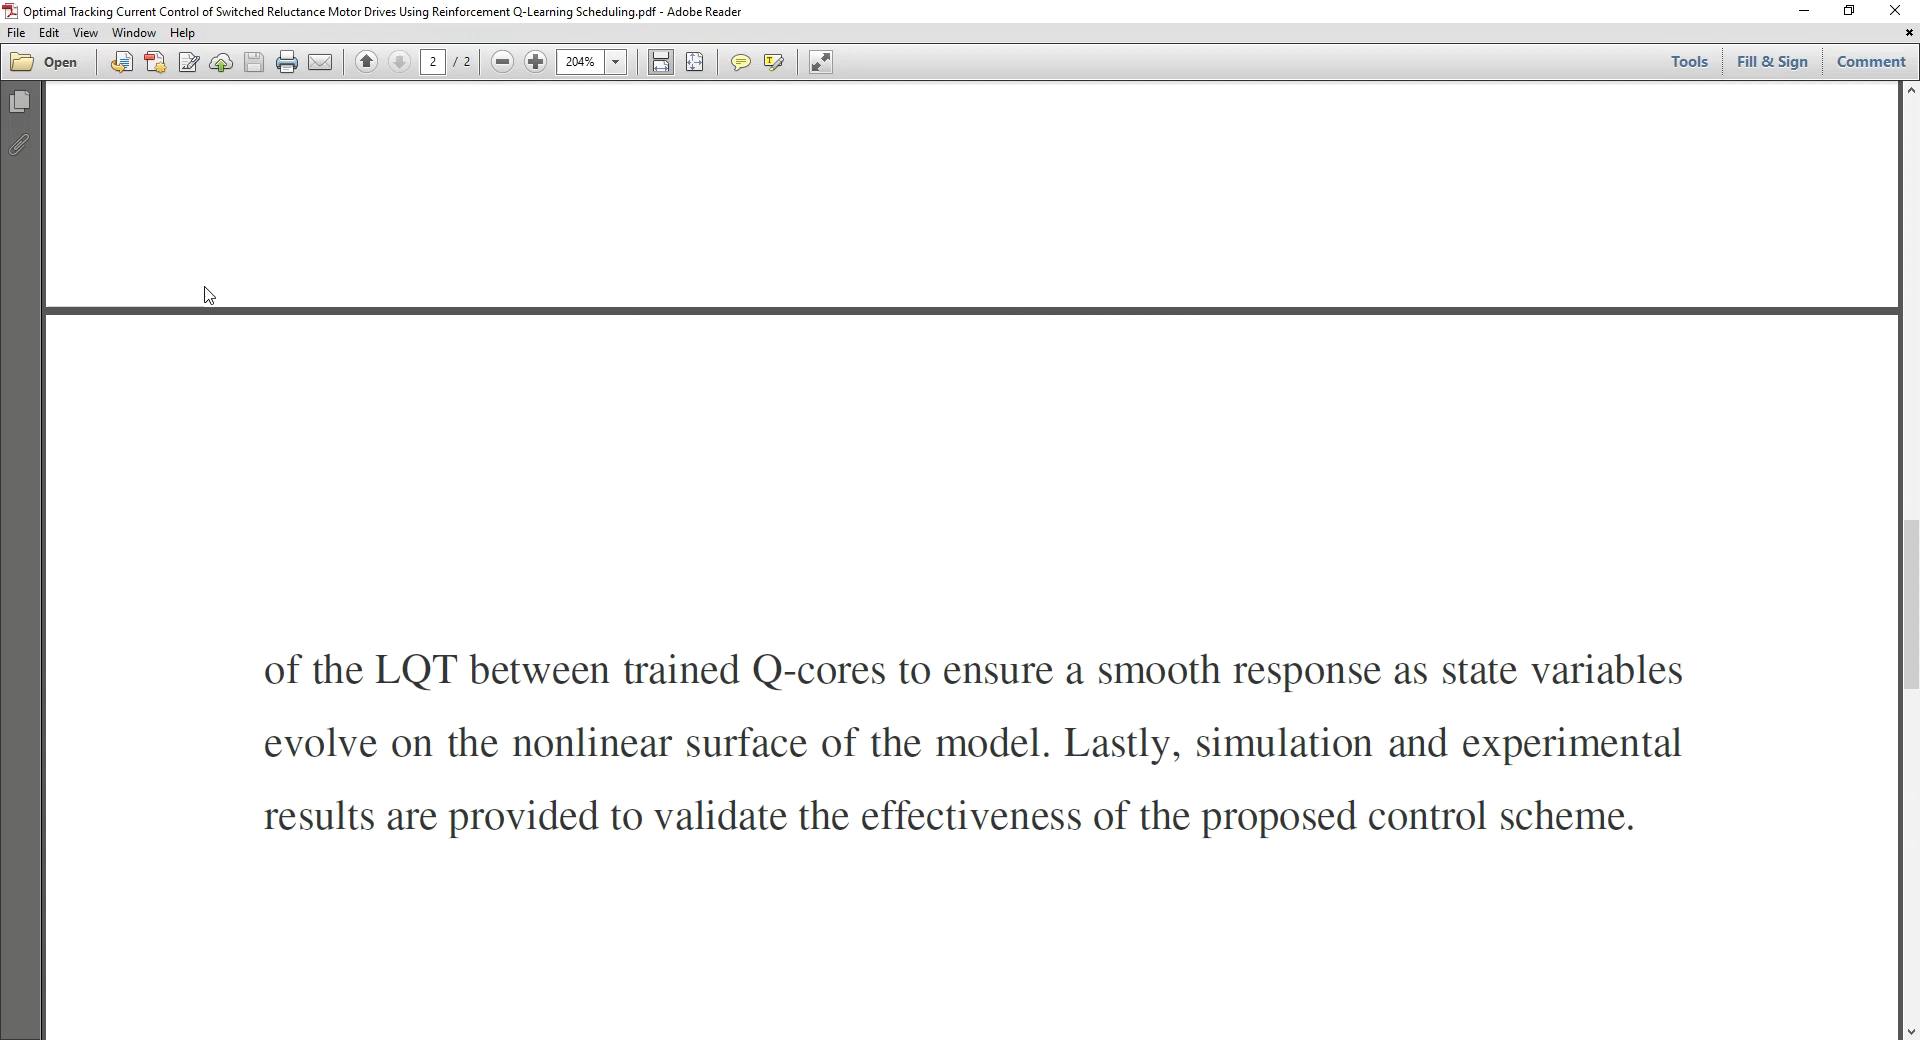 Optimal Tracking Current Control of Switched Reluctance Motor Drives Using Reinforcement Q-Learning Scheduling.pdf - Adobe Reader
File Edit View Window Help
Open 2 / 2 204% Tools Fill & Sign Comment
of the LQT between trained Q-cores to ensure a smooth response as state variables
evolve on the nonlinear surface of the model. Lastly, simulation and experimental
results are provided to validate the effectiveness of the proposed control scheme.